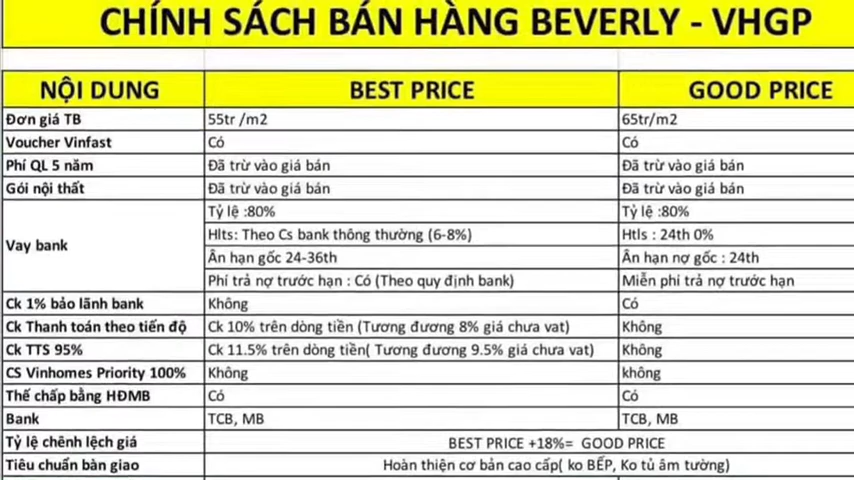 CHÍNH SÁCH BÁN HÀNG BEVERLY - VHGP
NỘI DUNG BEST PRICE GOOD PRICE
Đơn giá TB 55tr /m2 65tr/m2
Voucher Vinfast Có Có
Phí QL 5 năm Đã trừ vào giá bán Đã trừ vào giá bán
Gói nội thất Đã trừ vào giá bán Đã trừ vào giá bán
Vay bank
Tỷ lệ :80% Tỷ lệ :80%
Hlts: Theo Cs bank thông thường (6-8%) Htls : 24th 0%
Ân hạn gốc 24-36th Ân hạn nợ gốc : 24th
Phí trả nợ trước hạn : Có (Theo quy định bank) Miễn phí trả nợ trước hạn
Ck 1% bảo lãnh bank Không Có
Ck Thanh toán theo tiến độ Ck 10% trên dòng tiền (Tương đương 8% giá chưa vat) Không
Ck TTS 95% Ck 11.5% trên dòng tiền( Tương đương 9.5% giá chưa vat) Không
CS Vinhomes Priority 100% Không không
Thế chấp bằng HĐMB Có Có
Bank TCB, MB TCB, MB
Tỷ lệ chênh lệch giá BEST PRICE +18%= GOOD PRICE
Tiêu chuẩn bàn giao Hoàn thiện cơ bản cao cấp( ko BẾP, Ko tủ âm tường)